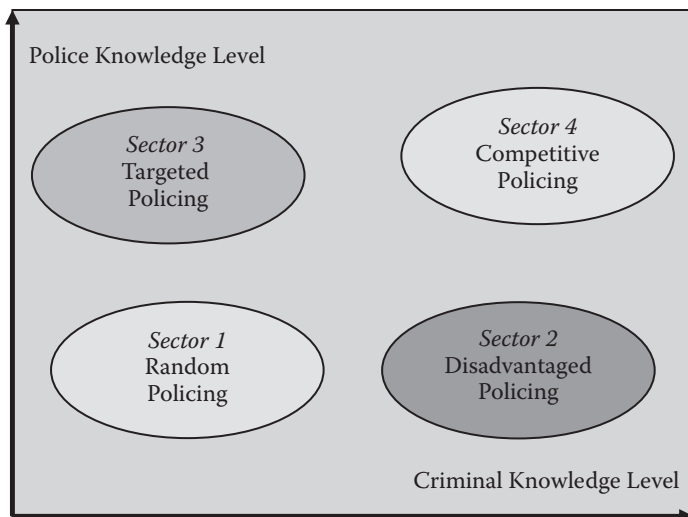 Police Knowledge Level
Sector 3
Targeted
Policing
Sector 4
Competitive
Policing
Sector 1
Random
Policing
Sector 2
Disadvantaged
Policing
Criminal Knowledge Level